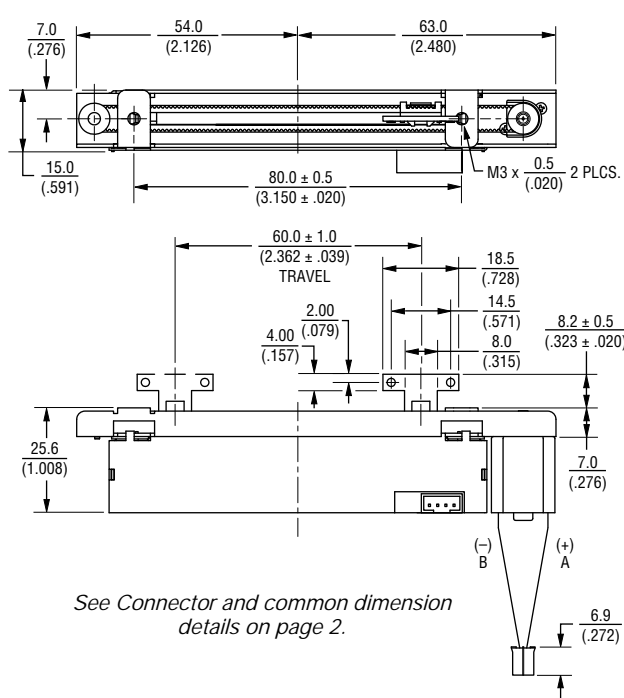 7.0
(.276)
54.0
(2.126)
63.0
(2.480)
15.0
(.591)
80.0 ± 0.5
(3.150 ± .020)
M3 x 0.5 2 PLCS.
(.020)
60.0 ± 1.0
(2.362 ± .039)
TRAVEL
18.5
(.728)
14.5
(.571)
8.0
(.315)
2.00
(.079)
4.00
(.157)
8.2 ± 0.5
(.323 ± .020)
25.6
(1.008)
7.0
(.276)
(–)
B
(+)
A
See Connector and common dimension
details on page 2.
6.9
(.272)